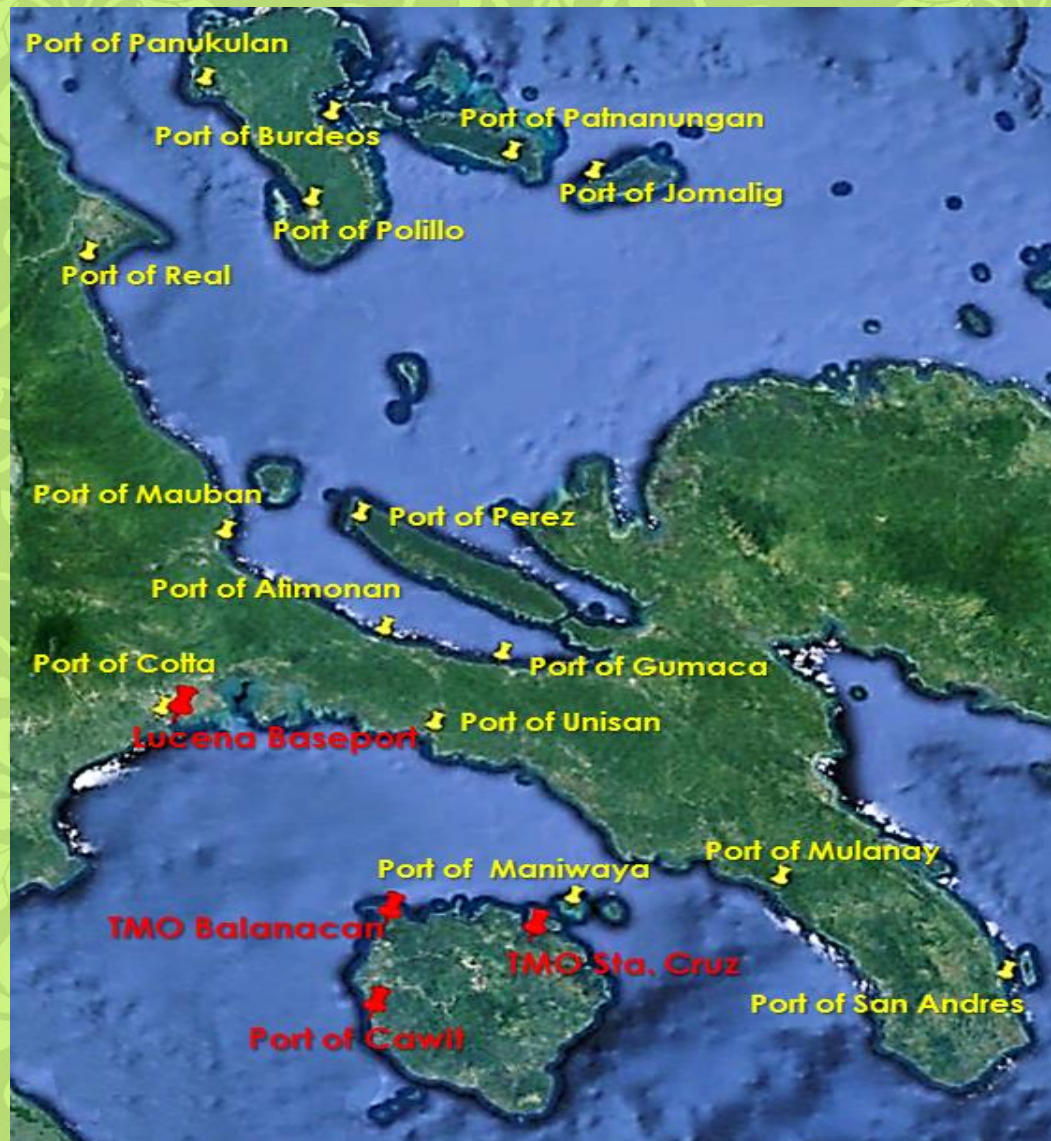 Port of Panukulan
Port of Patnanungan
Port of Burdeos
Port of Jomalig
Port of Polillo
Port of Real
Port of Mauban
Port of Perez
Port of Atimonan
Port of Cotta
Port of Gumaca
Port of Unisan
Lucena Baseport
Port of Mulanay
Port of Maniwaya
TMO Balanacan
TMO Sta. Cruz
Port of San Andres
Port of Cawit